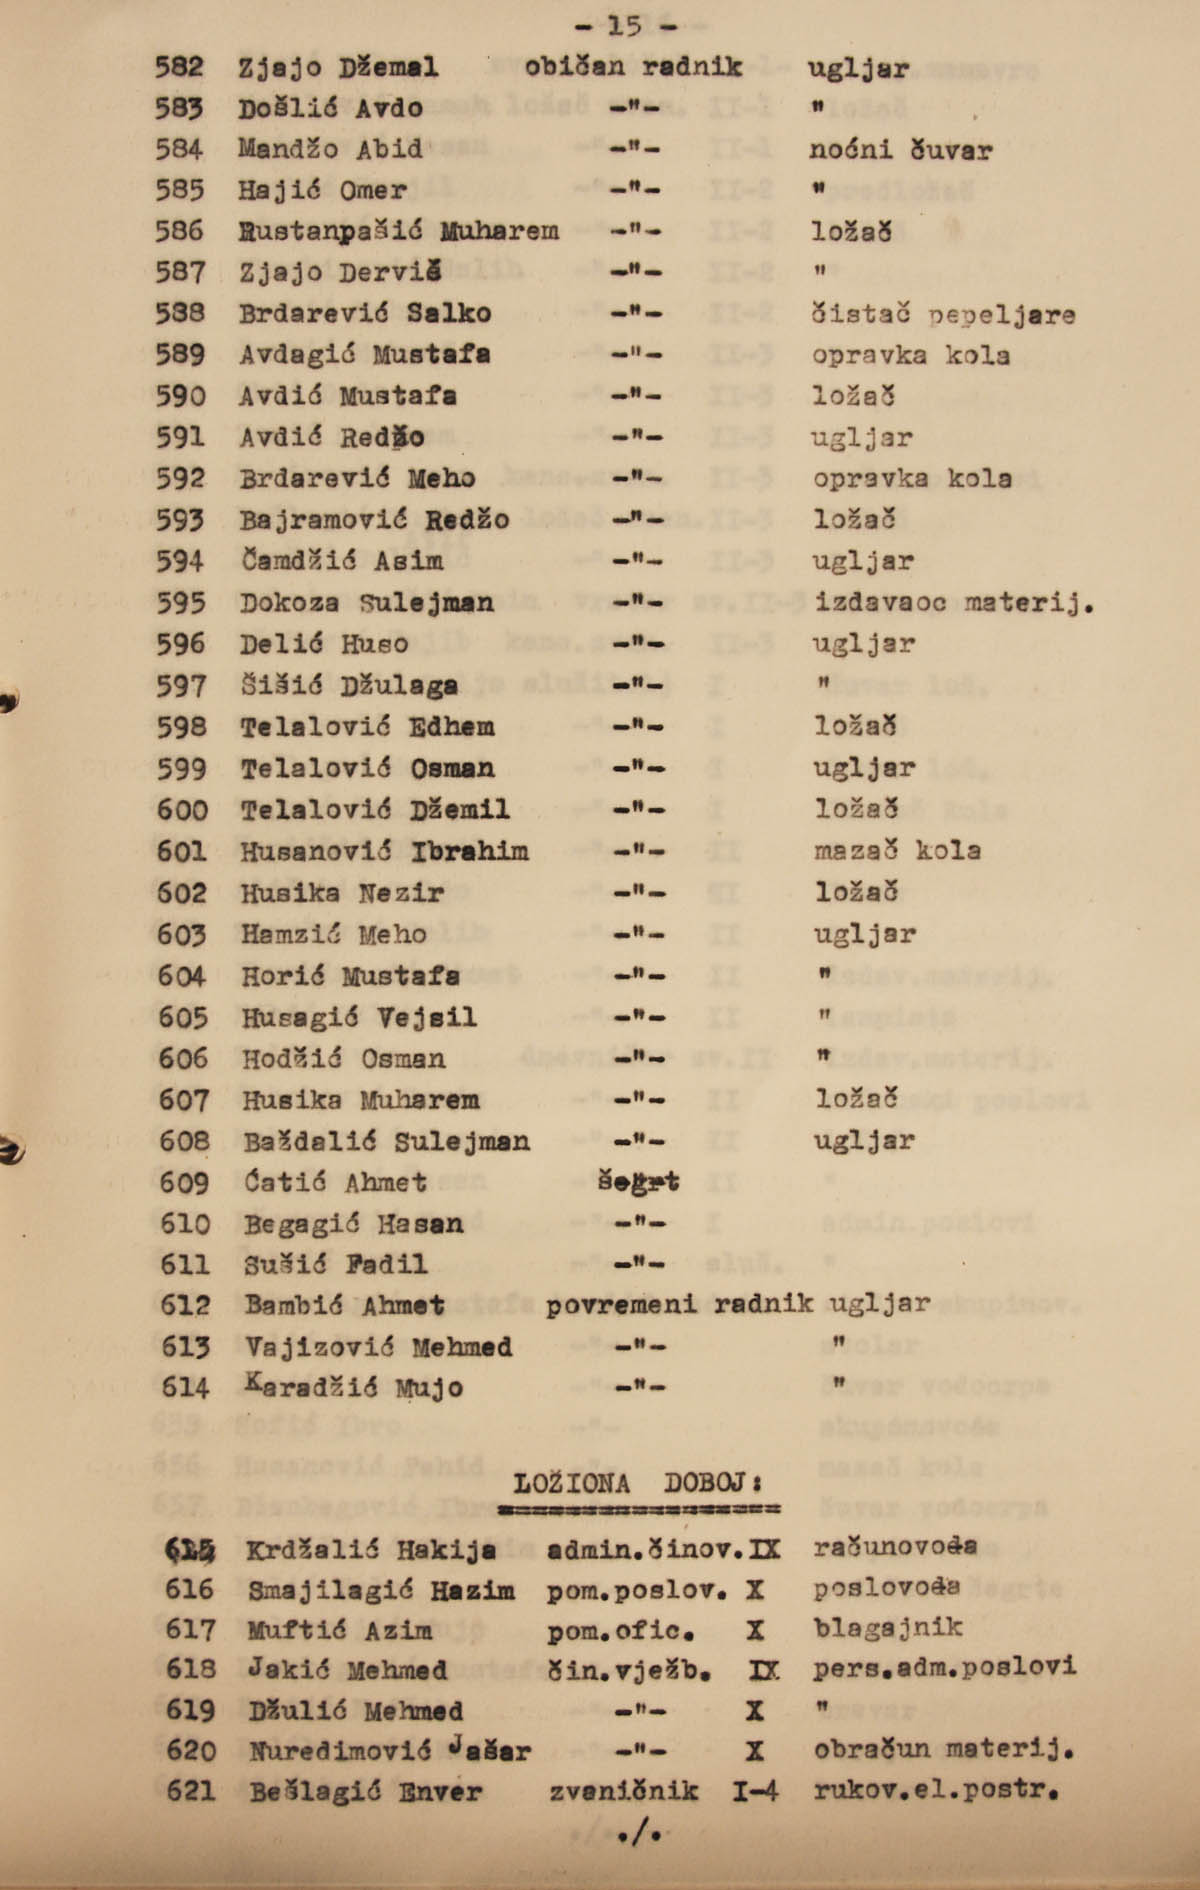 - 15 -
582 Zjajo Džemal običan radnik ugljar
583 Došlić Avdo -"- "
584 Mandžo Abid -"- noćni čuvar
585 Hajić Omer -"- "
586 Rustanpašić Muharem -"- ložač
587 Zjajo Derviš -"- "
588 Brdarević Salko -"- čistač pepeljare
589 Avdagić Mustafa -"- opravka kola
590 Avdić Mustafa -"- ložač
591 Avdić Redžo -"- ugljar
592 Brdarević Meho -"- opravka kola
593 Bajramović Redžo -"- ložač
594 Čamdžić Asim -"- ugljar
595 Dokoza Sulejman -"- izdavaoc materij.
596 Delić Huso -"- ugljar
597 Šišić Džulaga -"- "
598 Telalović Edhem -"- ložač
599 Telalović Osman -"- ugljar
600 Telalović Džemil -"- ložač
601 Husanović Ibrahim -"- mazač kola
602 Husika Nezir -"- ložač
603 Hamzić Meho -"- ugljar
604 Horić Mustafa -"- "
605 Husagić Vejsil -"- "
606 Hodžić Osman -"- "
607 Husika Muharem -"- ložač
608 Baždalić Sulejman -"- ugljar
609 Ćatić Ahmet šegrt
610 Begagić Hasan -"-
611 Sušić Fadil -"-
612 Bambić Ahmet povremeni radnik ugljar
613 Vajizović Mehmed -"- "
614 Karadžić Mujo -"- "
LOŽIONA DOBOJ:
615 Krdžalić Hakija admin.činov.IX računovođa
616 Smajilagić Hazim pom.poslov. X poslovođa
617 Muftić Azim pom.ofic. X blagajnik
618 Jakić Mehmed čin.vježb. IX pers.adm.poslovi
619 Džulić Mehmed -"- X "
620 Nuredimović Jašar -"- X obračun materij.
621 Bešlagić Enver zvaničnik I-4 rukov.el.postr.
./.